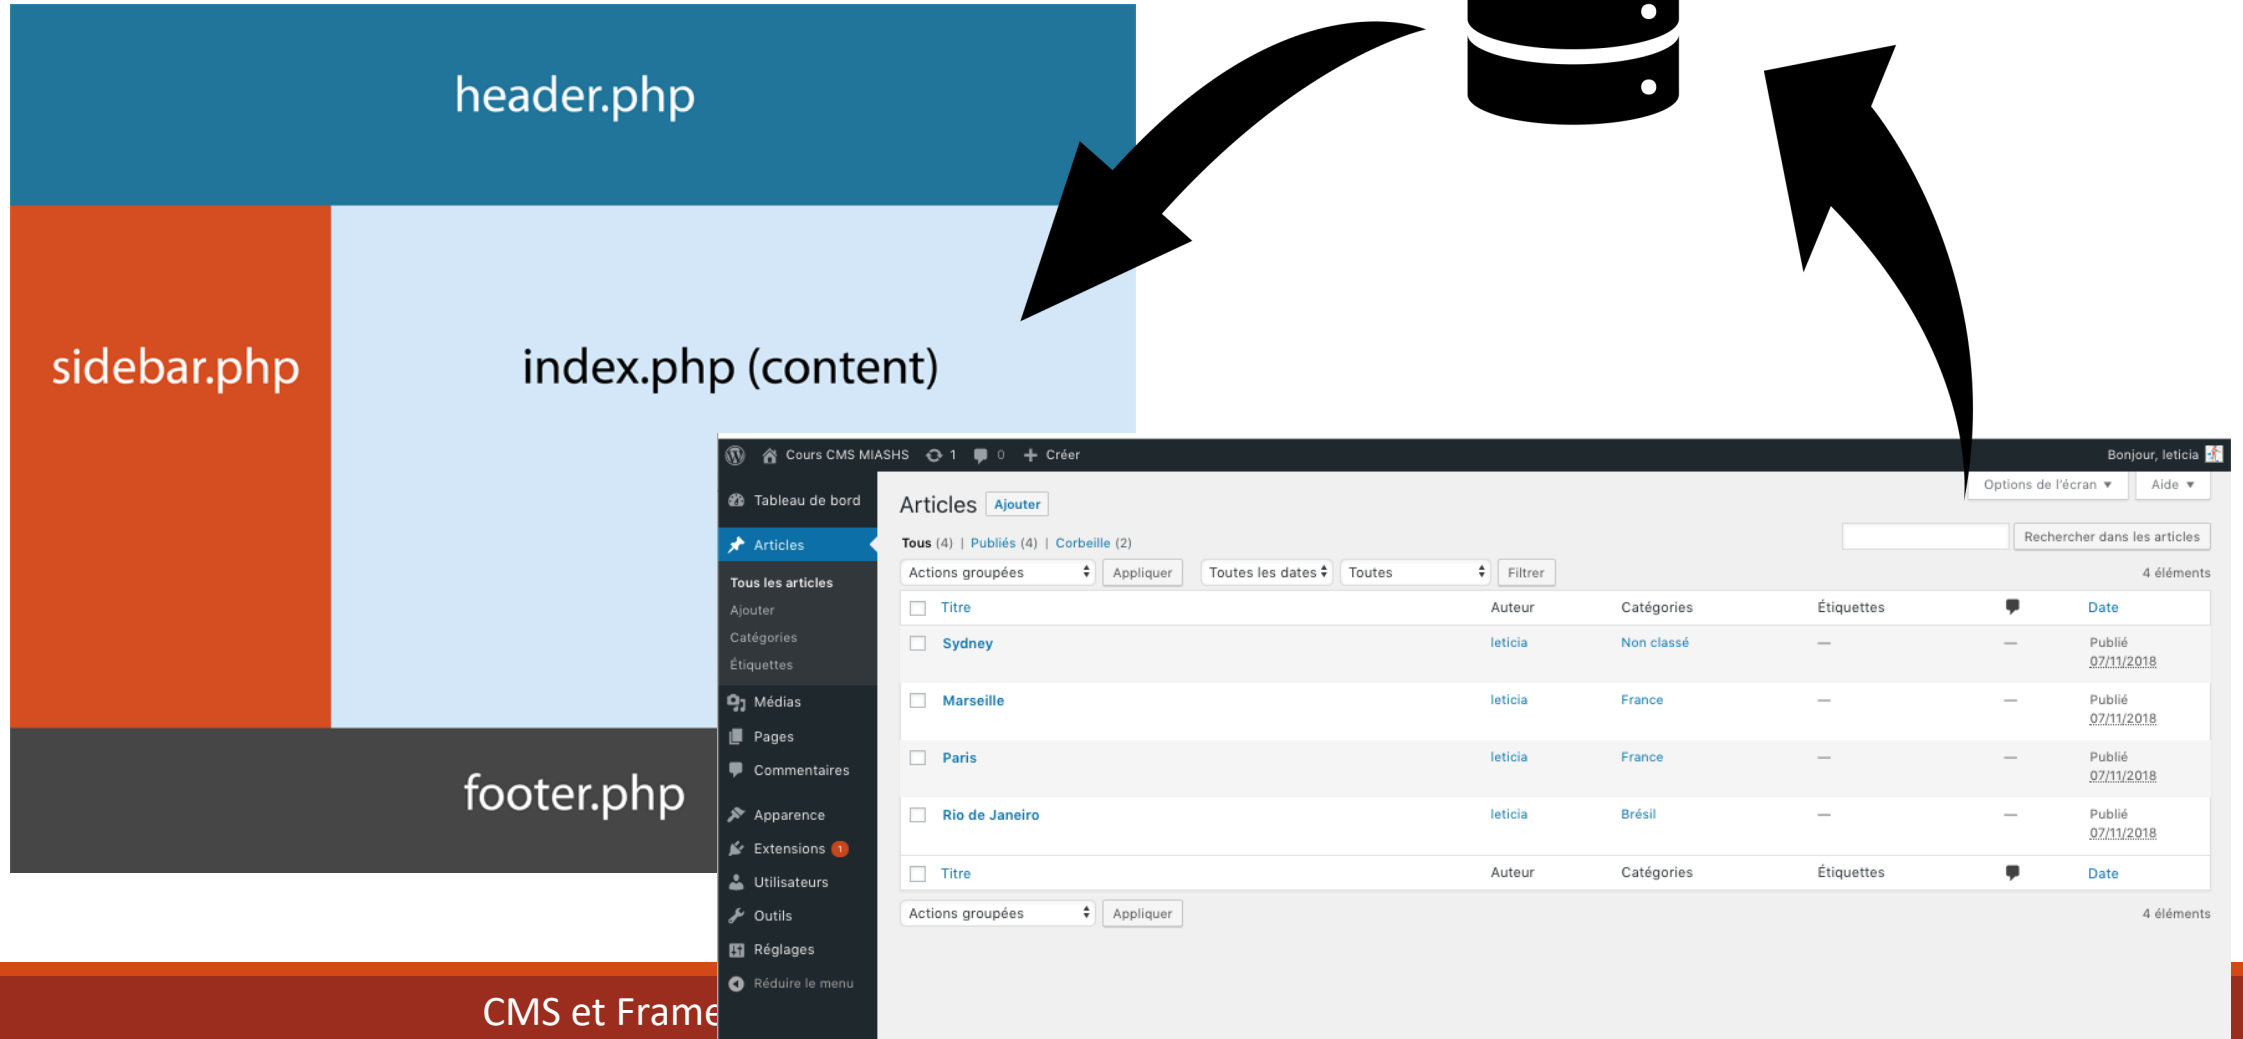 header.php
sidebar.php
index.php (content)
footer.php
Cours CMS MIASHS 1 0 + Créer Bonjour, leticia
Tableau de bord
Articles
Tous les articles
Ajouter
Catégories
Étiquettes
Médias
Pages
Commentaires
Apparence
Extensions 1
Utilisateurs
Outils
Réglages
Réduire le menu
Options de l'écran ▼ Aide ▼
Articles Ajouter
Tous (4) | Publiés (4) | Corbeille (2)
Rechercher dans les articles
Actions groupées Appliquer Toutes les dates Toutes Filtrer 4 éléments
Titre Auteur Catégories Étiquettes Date
Sydney leticia Non classé — — Publié
07/11/2018
Marseille leticia France — — Publié
07/11/2018
Paris leticia France — — Publié
07/11/2018
Rio de Janeiro leticia Brésil — — Publié
07/11/2018
Titre Auteur Catégories Étiquettes Date
Actions groupées Appliquer 4 éléments
CMS et Frame